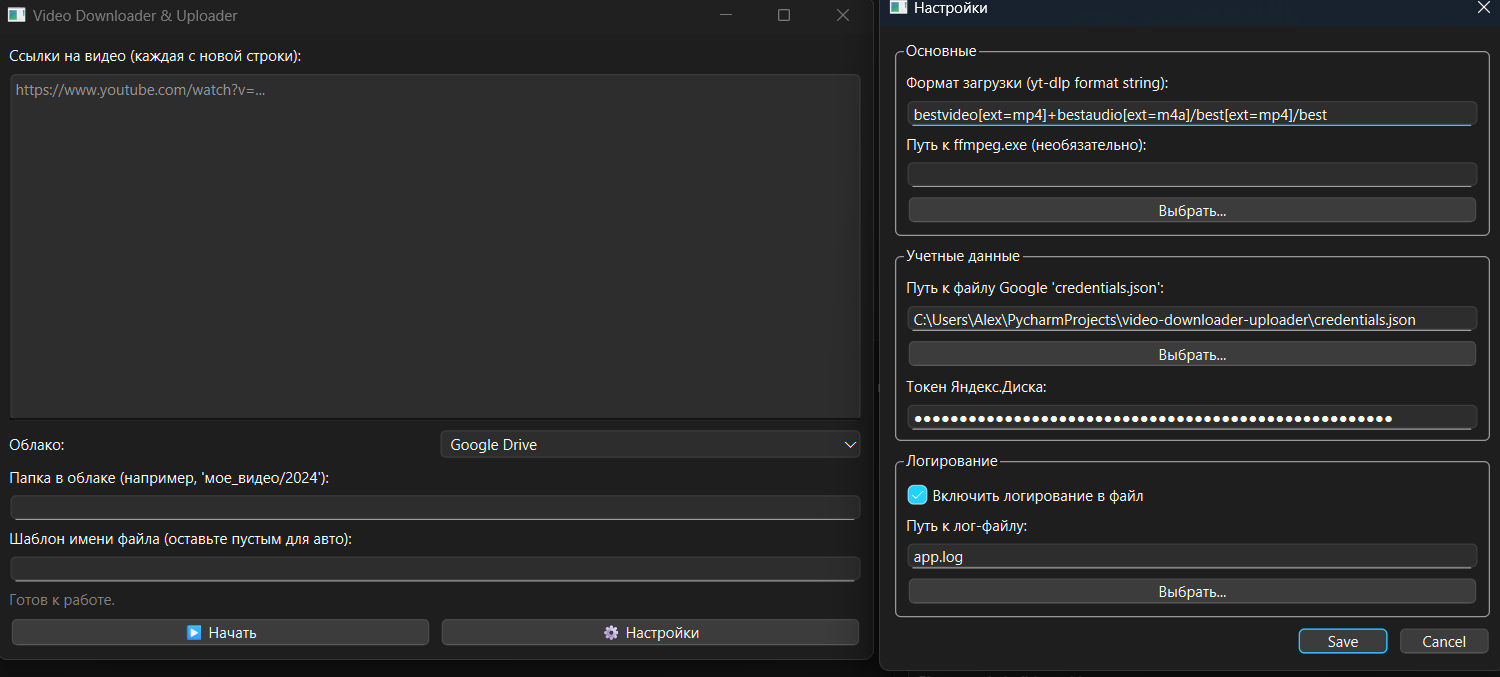 Video Downloader & Uploader
Ссылки на видео (каждая с новой строки):
https://www.youtube.com/watch?v=...
Облако:
Google Drive
Папка в облаке (например, 'мое_видео/2024'):
Шаблон имени файла (оставьте пустым для авто):
Готов к работе.
Начать
Настройки
Настройки
Основные
Формат загрузки (yt-dlp format string):
bestvideo[ext=mp4]+bestaudio[ext=m4a]/best[ext=mp4]/best
Путь к ffmpeg.exe (необязательно):
Выбрать...
Учетные данные
Путь к файлу Google 'credentials.json':
C:\Users\Alex\PycharmProjects\video-downloader-uploader\credentials.json
Выбрать...
Токен Яндекс.Диска:
Логирование
Включить логирование в файл
Путь к лог-файлу:
app.log
Выбрать...
Save
Cancel